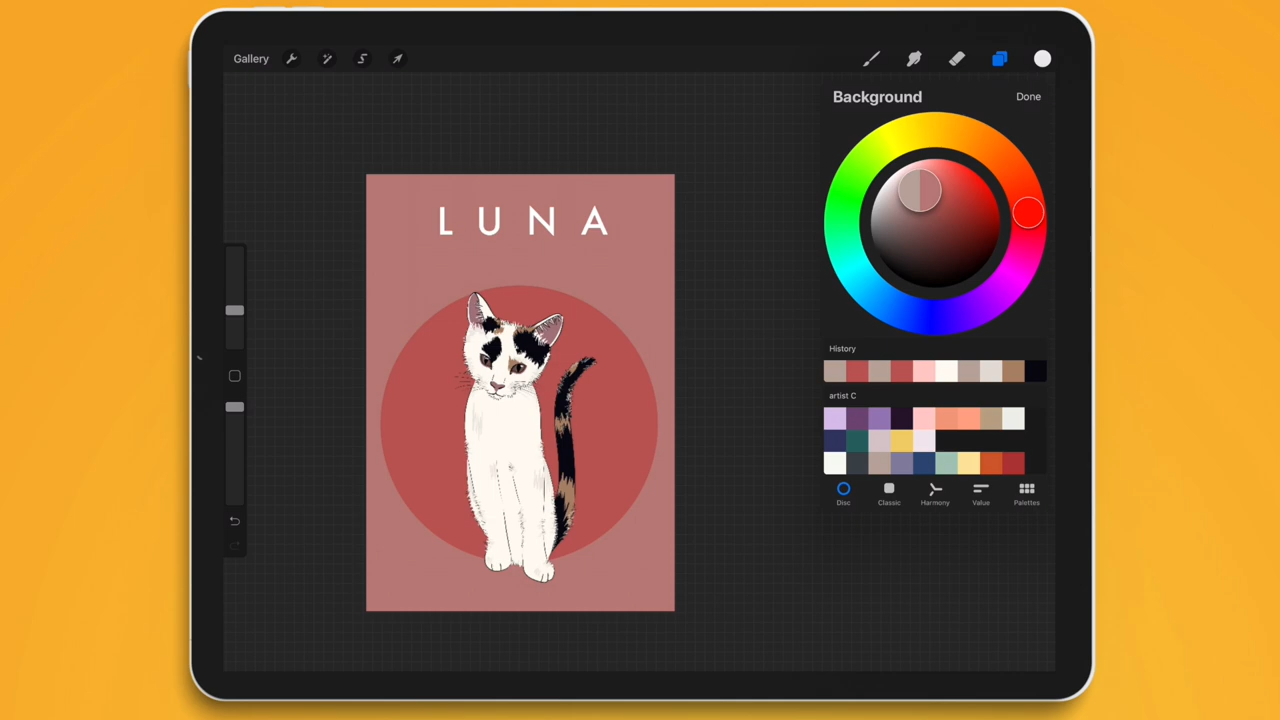 Gallery
Background
Done
LUNA
History
artist C
Disc
Classic
Harmony
Value
Palettes